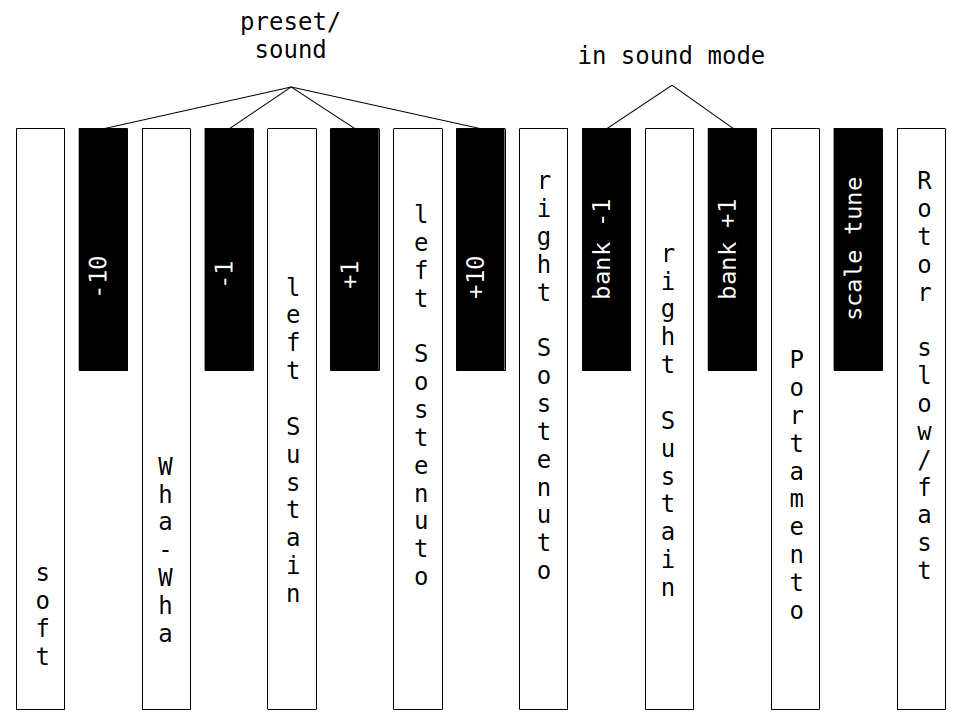 preset/
sound
in sound mode
soft
-10
Wha-Wha
-1
left Sustain
+1
left Sostenuto
+10
right Sostenuto
bank -1
right Sustain
bank +1
Portamento
scale tune
Rotor slow/fast